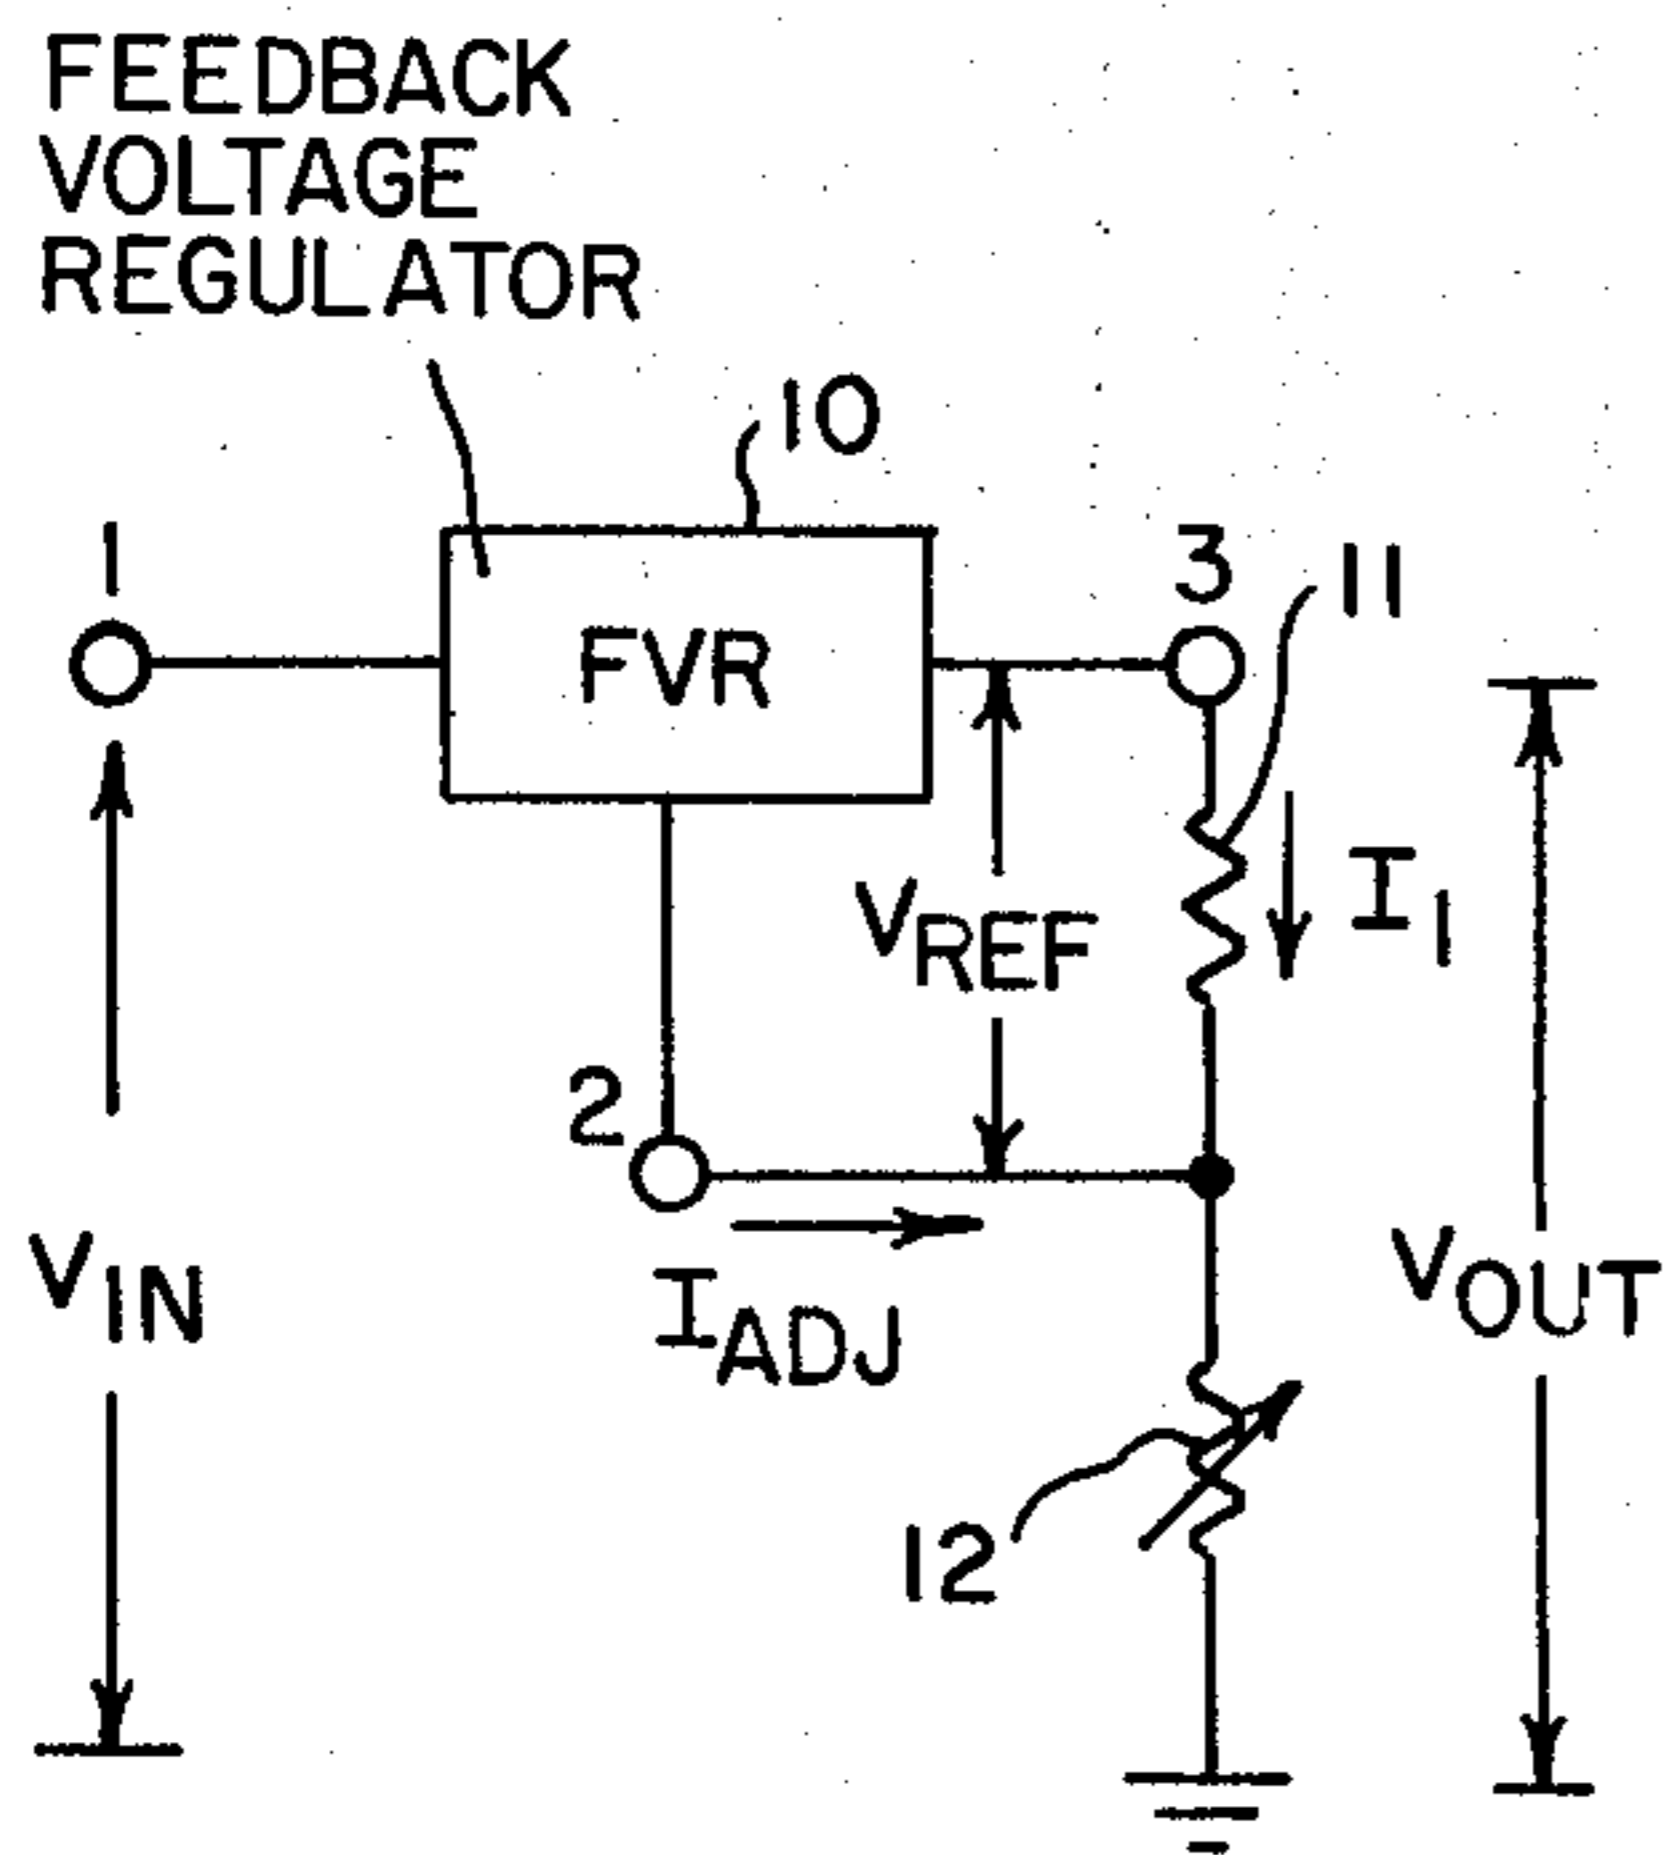 FEEDBACK
VOLTAGE
REGULATOR
10
1
3
11
FVR
I1
VREF
2
VIN
IADJ
VOUT
12